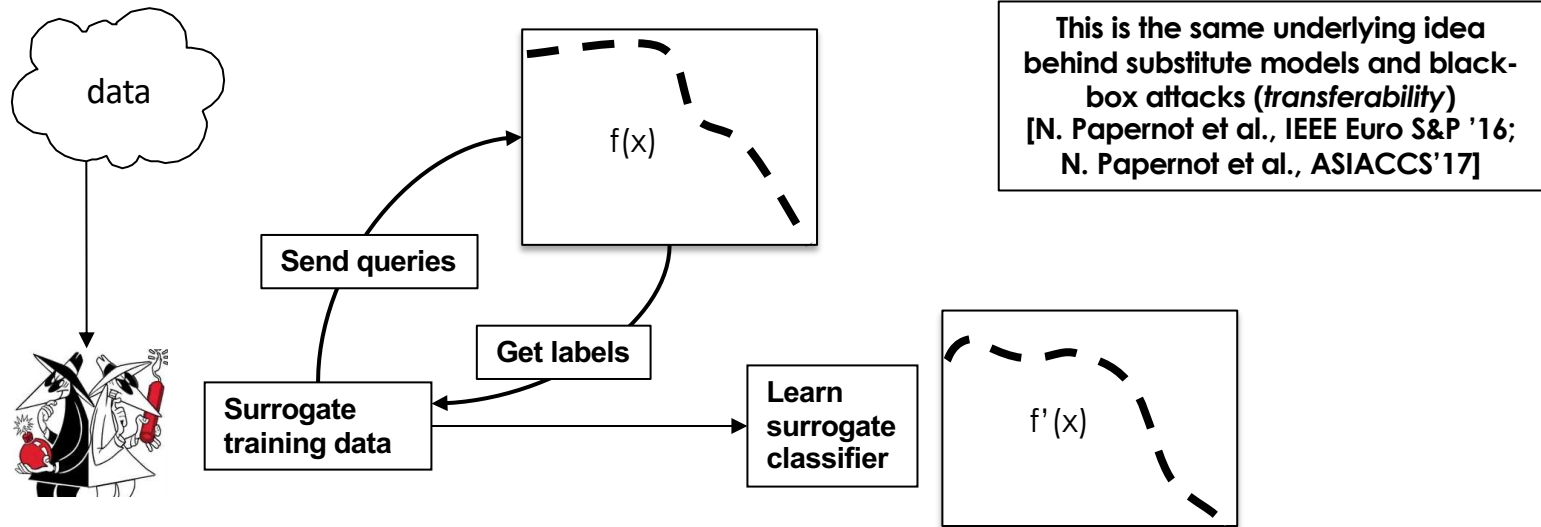 data
f(x)
This is the same underlying idea
behind substitute models and black-
box attacks (transferability)
[N. Papernot et al., IEEE Euro S&P '16;
N. Papernot et al., ASIACCS'17]
Send queries
Get labels
Surrogate
training data
Learn
surrogate
classifier
f'(x)